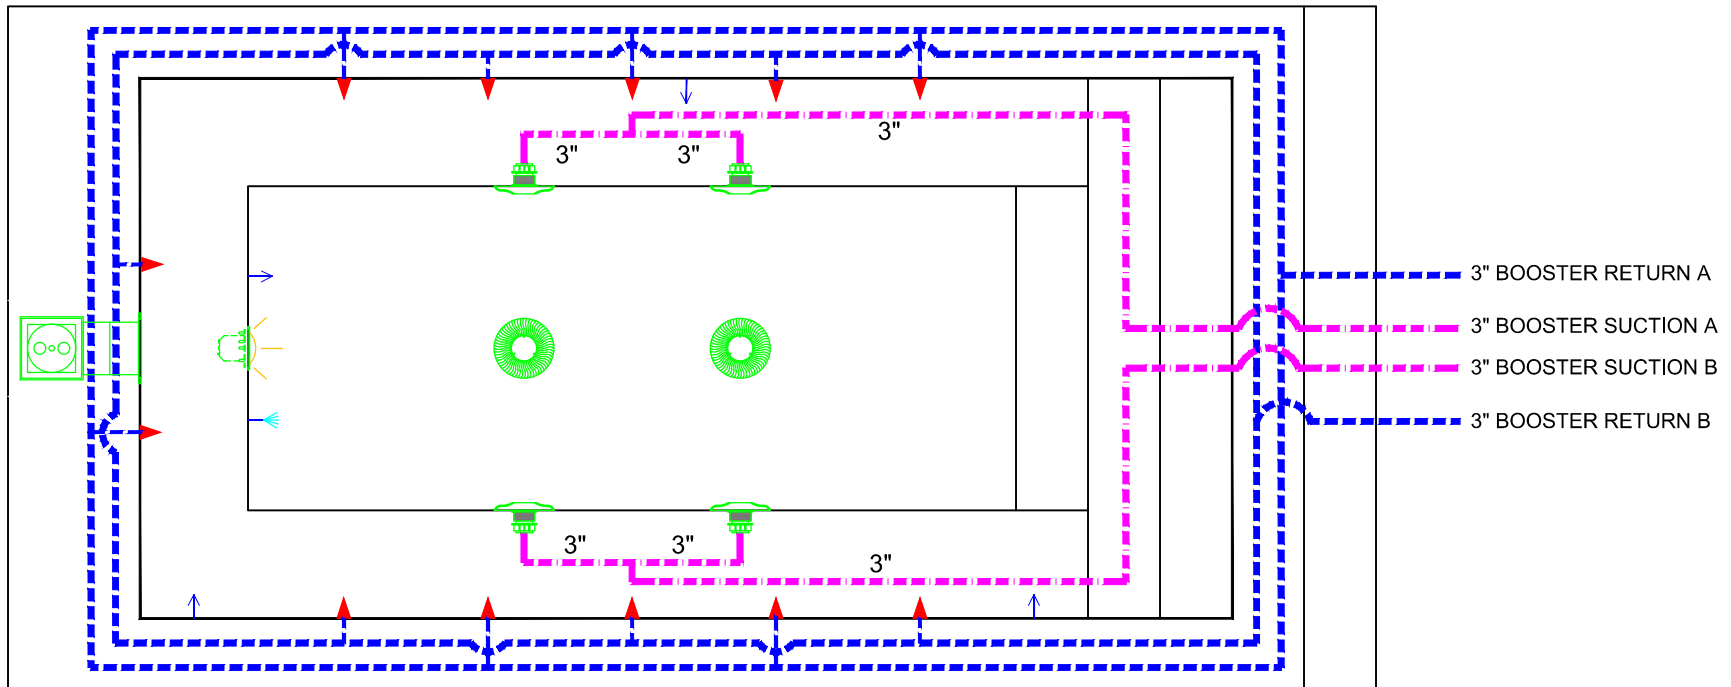 3"
3"
3"
3" BOOSTER RETURN A
3" BOOSTER SUCTION A
3" BOOSTER SUCTION B
3" BOOSTER RETURN B
3"
3"
3"